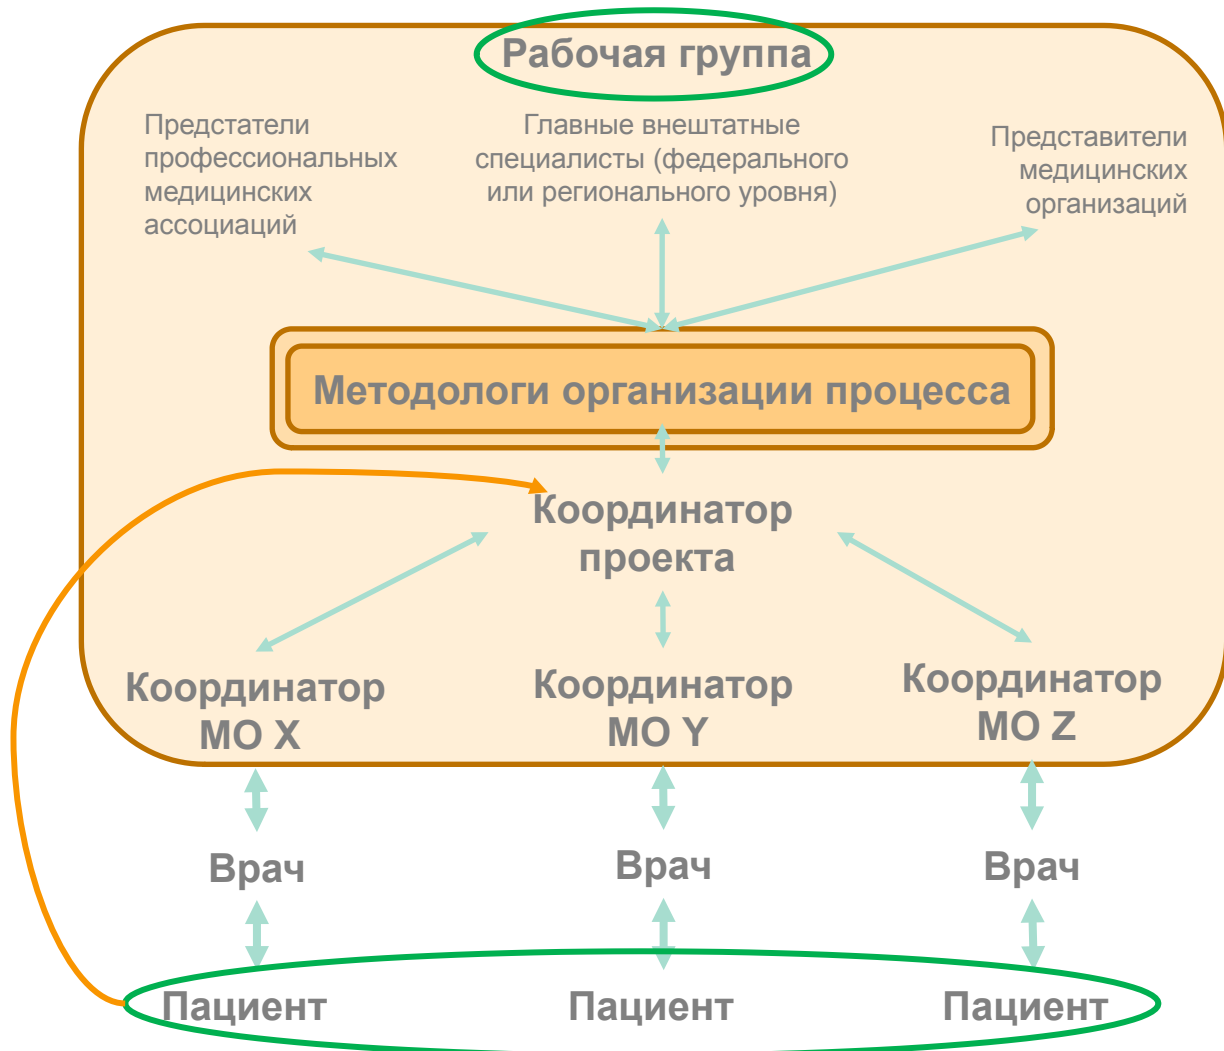 Рабочая группа
Предстатели
профессиональных
медицинских
ассоциаций
Главные внештатные
специалисты (федерального
или регионального уровня)
Представители
медицинских
организаций
Методологи организации процесса
Координатор
проекта
Координатор
МО X
Координатор
МО Y
Координатор
МО Z
Врач
Врач
Врач
Пациент
Пациент
Пациент